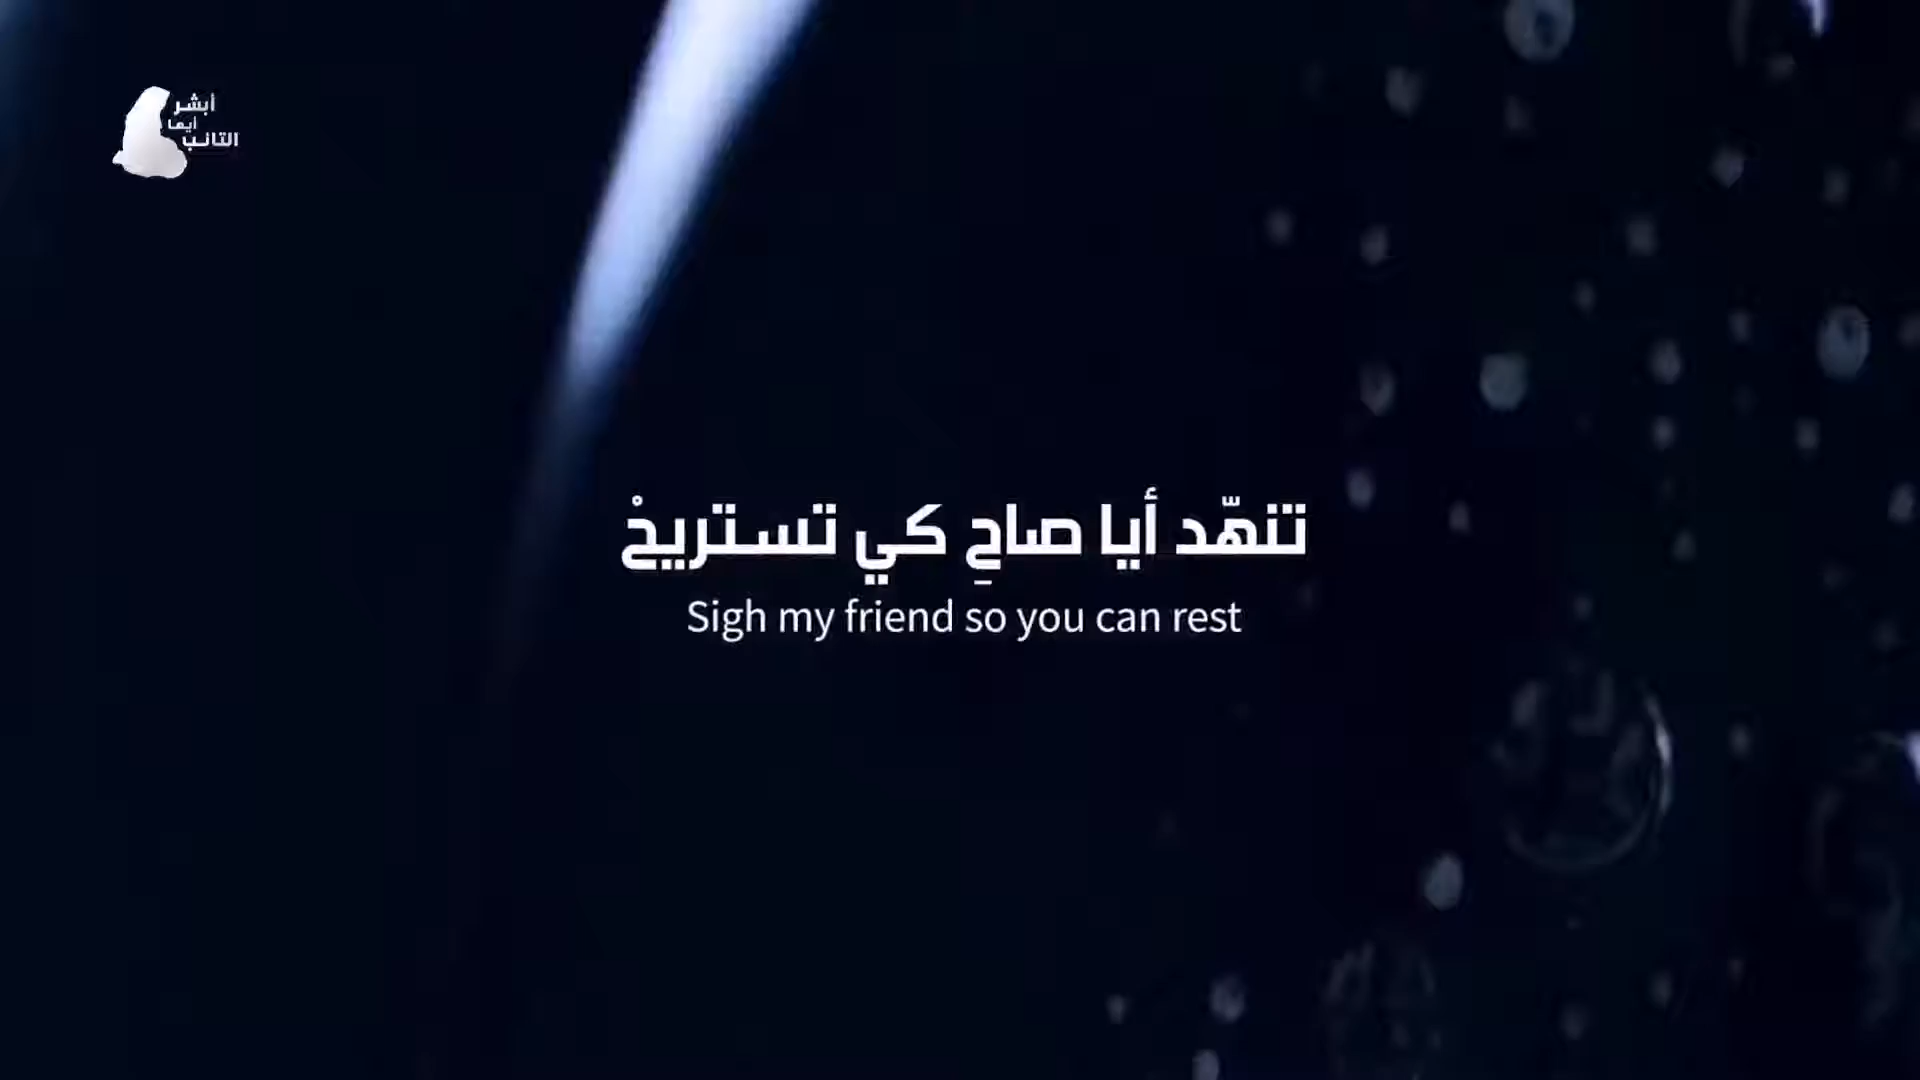 أبشر
أيها
التائب
تنهّد أيا صاحِ كي تستريحْ
Sigh my friend so you can rest